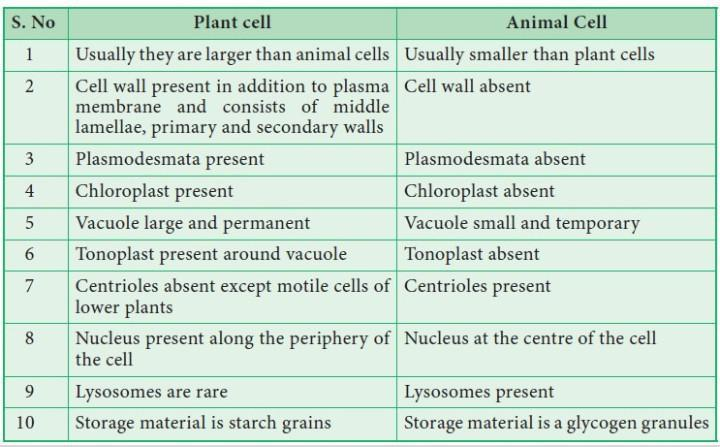 S. No Plant cell Animal Cell
1 Usually they are larger than animal cells Usually smaller than plant cells
2 Cell wall present in addition to plasma Cell wall absent
membrane and consists of middle
lamellae, primary and secondary walls
3 Plasmodesmata present Plasmodesmata absent
4 Chloroplast present Chloroplast absent
5 Vacuole large and permanent Vacuole small and temporary
6 Tonoplast present around vacuole Tonoplast absent
7 Centrioles absent except motile cells of Centrioles present
lower plants
8 Nucleus present along the periphery of Nucleus at the centre of the cell
the cell
9 Lysosomes are rare Lysosomes present
10 Storage material is starch grains Storage material is a glycogen granules